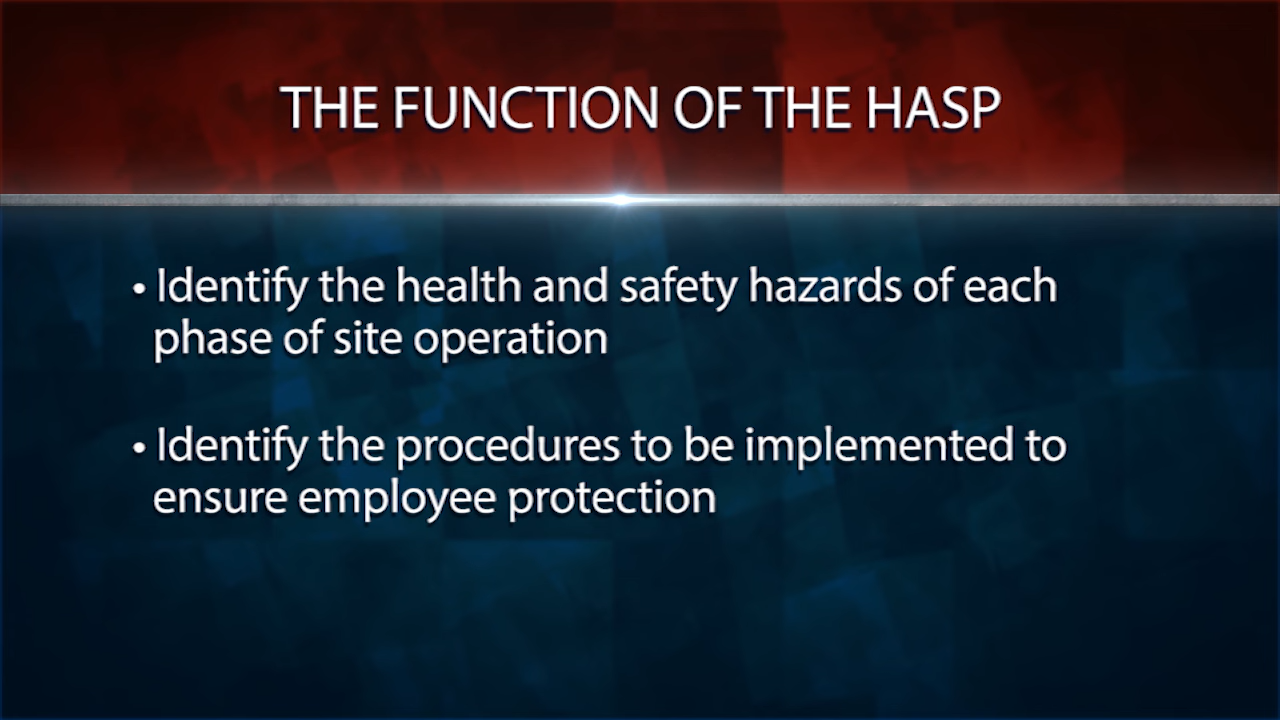 THE FUNCTION OF THE HASP
• Identify the health and safety hazards of each
phase of site operation
• Identify the procedures to be implemented to
ensure employee protection